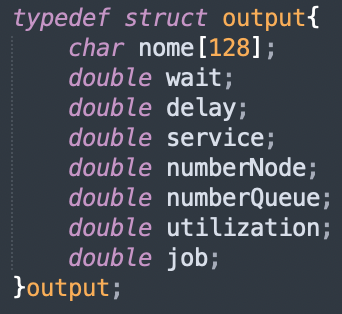 typedef struct output{
    char nome[128];
    double wait;
    double delay;
    double service;
    double numberNode;
    double numberQueue;
    double utilization;
    double job;
}output;